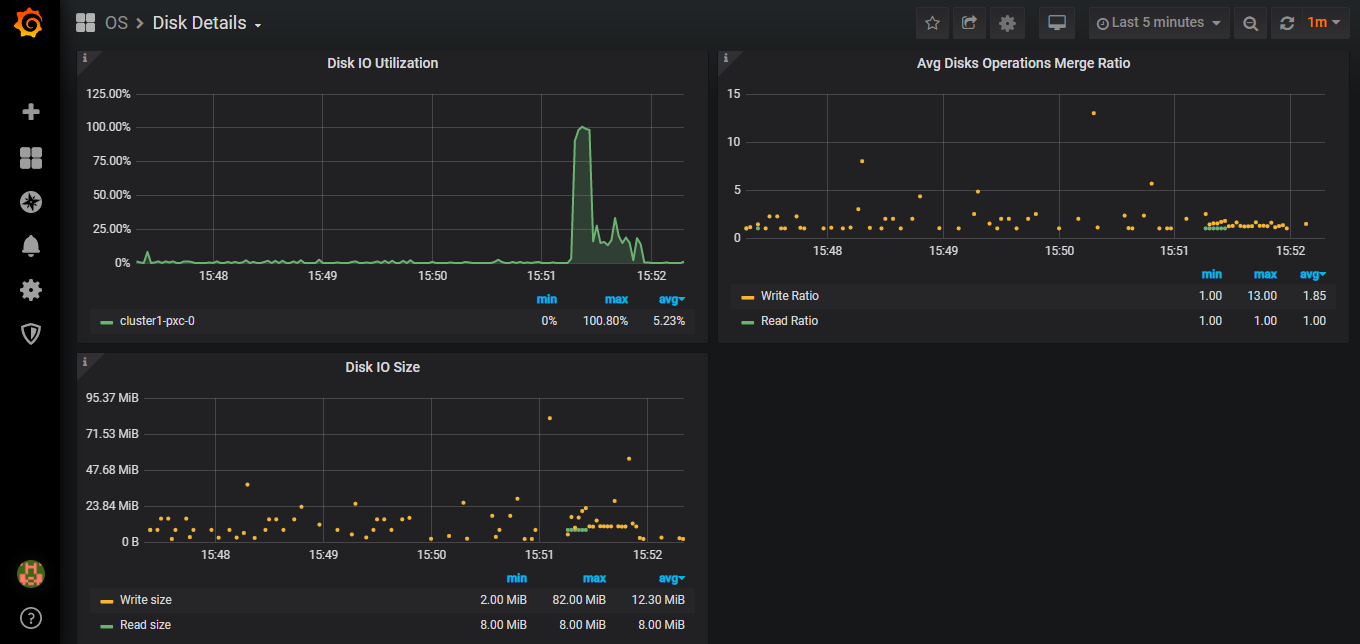 OS > Disk Details
Last 5 minutes
1m
Disk IO Utilization
125.00%
100.00%
75.00%
50.00%
25.00%
0%
15:48 15:49 15:50 15:51 15:52
min max avg
cluster1-pxc-0 0% 100.80% 5.23%
Avg Disks Operations Merge Ratio
15
10
5
0
15:48 15:49 15:50 15:51 15:52
min max avg
Write Ratio 1.00 13.00 1.85
Read Ratio 1.00 1.00 1.00
Disk IO Size
95.37 MiB
71.53 MiB
47.68 MiB
23.84 MiB
0 B
15:48 15:49 15:50 15:51 15:52
min max avg
Write size 2.00 MiB 82.00 MiB 12.30 MiB
Read size 8.00 MiB 8.00 MiB 8.00 MiB